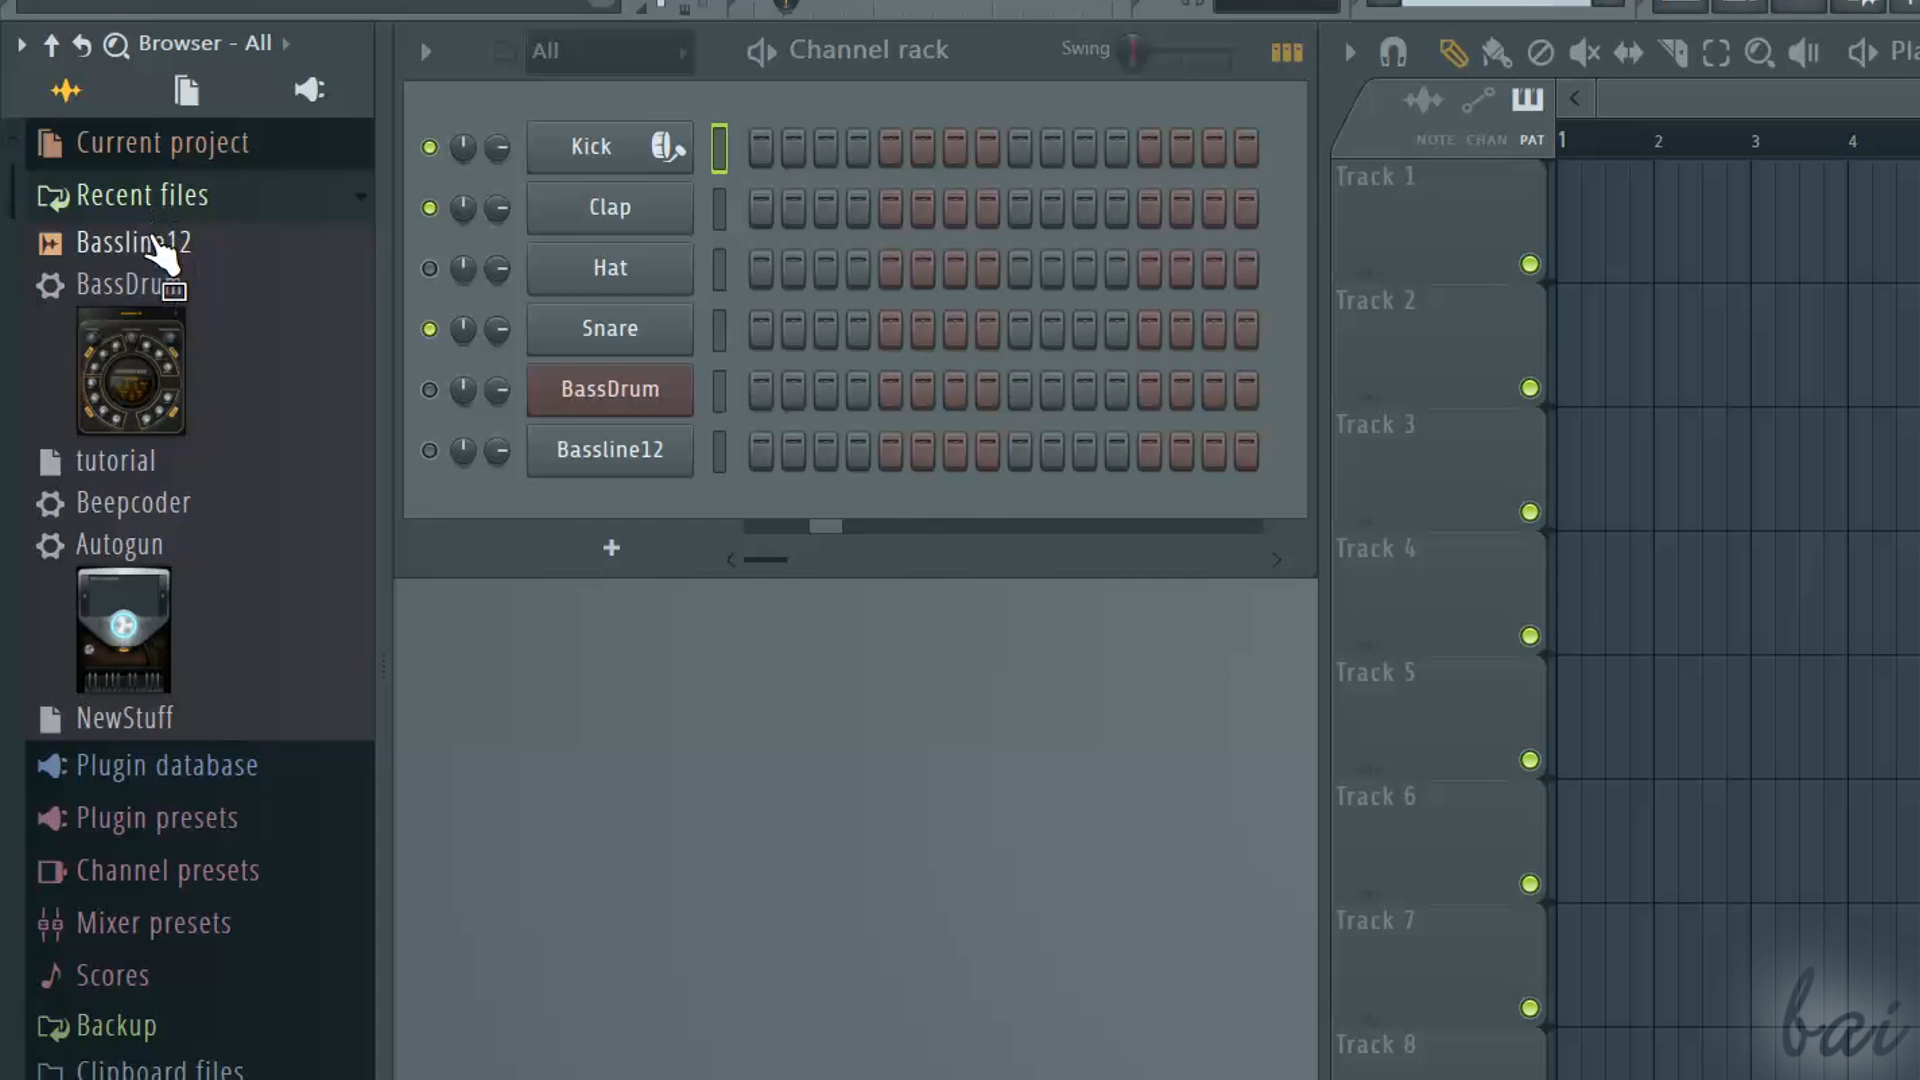 Browser - All
Current project
Recent files
Bassline12
BassDrum
tutorial
Beepcoder
Autogun
NewStuff
Plugin database
Plugin presets
Channel presets
Mixer presets
Scores
Backup
Clipboard files
All
Channel rack
Swing
Kick
Clap
Hat
Snare
BassDrum
Bassline12
NOTE CHAN PAT
1 2 3 4
Track 1
Track 2
Track 3
Track 4
Track 5
Track 6
Track 7
Track 8
bai